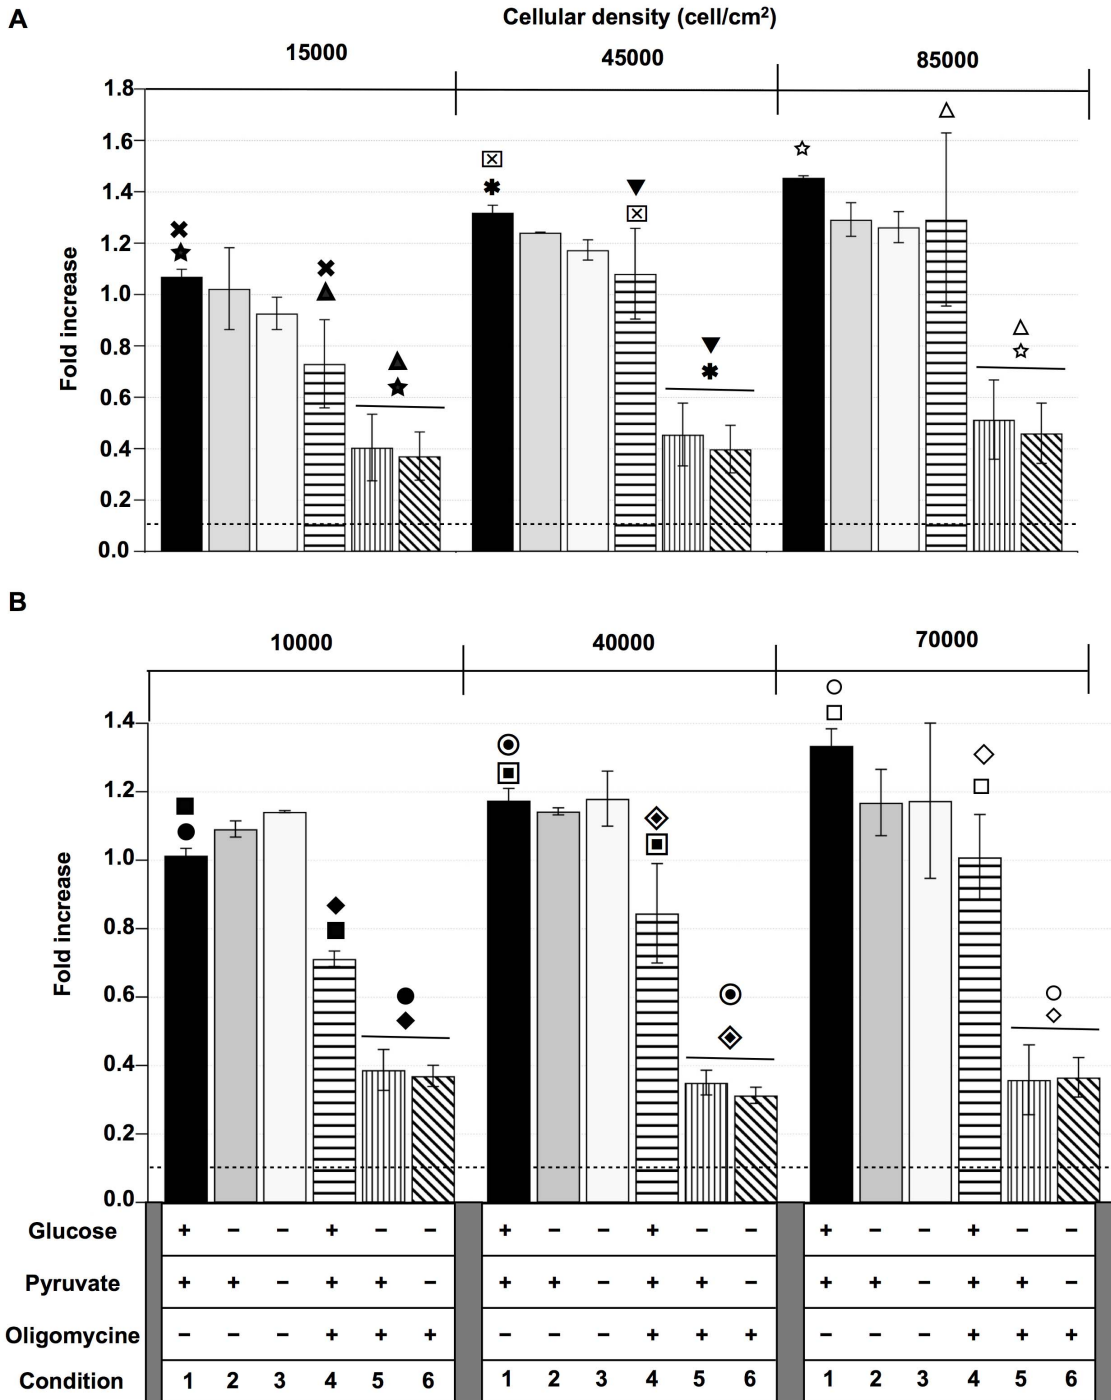 A
Cellular density (cell/cm²)
15000 45000 85000
1.8
1.6
1.4
1.2
1.0
0.8
0.6
0.4
0.2
0.0
Fold increase
B
10000 40000 70000
1.4
1.2
1.0
0.8
0.6
0.4
0.2
0.0
Fold increase
Glucose + − − + − − + − − + − − + − − + − −
Pyruvate + + − + + − + + − + + − + + − + + −
Oligomycine − − − + + + − − − + + + − − − + + +
Condition 1 2 3 4 5 6 1 2 3 4 5 6 1 2 3 4 5 6